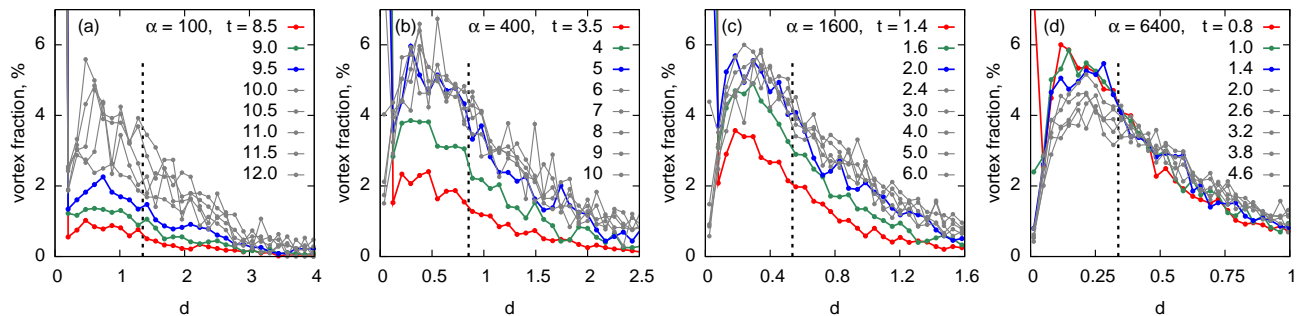 (a) α = 100, t = 8.5
9.0
9.5
10.0
10.5
11.0
11.5
12.0
vortex fraction, %
0
2
4
6
0 1 2 3 4
d
(b) α = 400, t = 3.5
4
5
6
7
8
9
10
vortex fraction, %
0
2
4
6
0 0.5 1 1.5 2 2.5
d
(c) α = 1600, t = 1.4
1.6
2.0
2.4
3.0
4.0
5.0
6.0
vortex fraction, %
0
2
4
6
0 0.4 0.8 1.2 1.6
d
(d) α = 6400, t = 0.8
1.0
1.4
2.0
2.6
3.2
3.8
4.6
vortex fraction, %
0
2
4
6
0 0.25 0.5 0.75 1
d